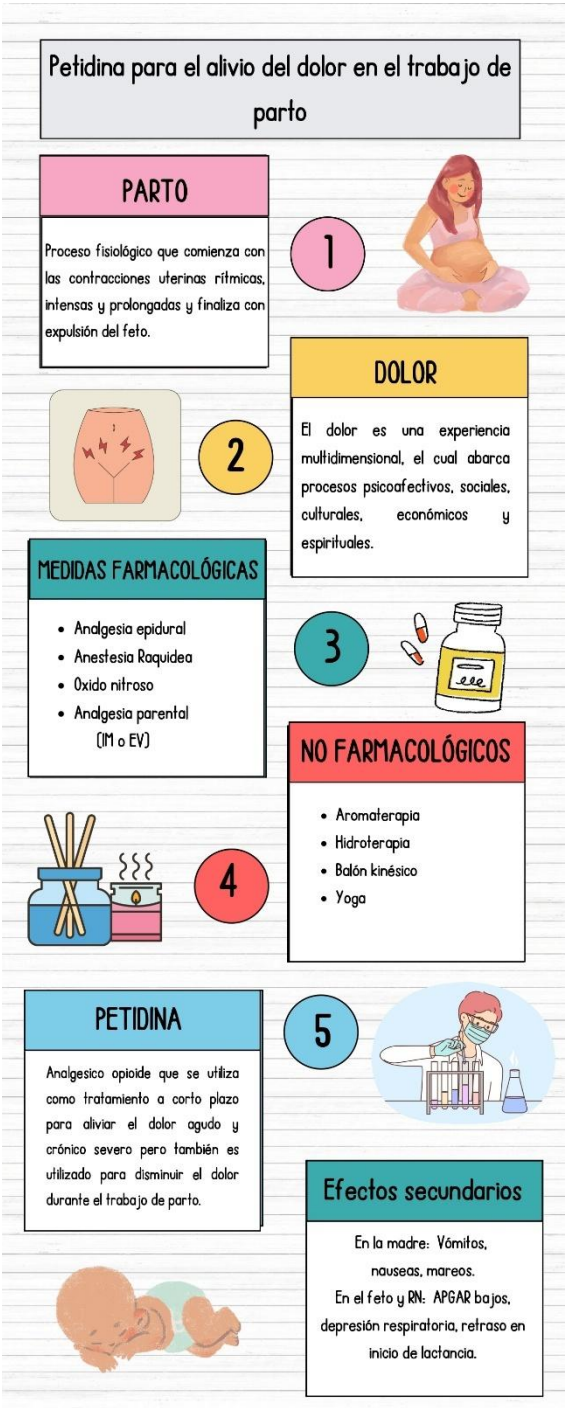 Petidina para el alivio del dolor en el trabajo de
parto
PARTO
Proceso fisiológico que comienza con
las contracciones uterinas rítmicas,
intensas y prolongadas y finaliza con
expulsión del feto.
1
DOLOR
El dolor es una experiencia
multidimensional, el cual abarca
procesos psicoafectivos, sociales,
culturales, económicos y
espirituales.
2
MEDIDAS FARMACOLÓGICAS
• Analgesia epidural
• Anestesia Raquidea
• Oxido nitroso
• Analgesia parental
(IM o EV)
3
NO FARMACOLÓGICOS
• Aromaterapia
• Hidroterapia
• Balón kinésico
• Yoga
4
PETIDINA
Analgesico opioide que se utiliza
como tratamiento a corto plazo
para aliviar el dolor agudo y
crónico severo pero también es
utilizado para disminuir el dolor
durante el trabajo de parto.
5
Efectos secundarios
En la madre: Vómitos,
nauseas, mareos.
En el feto y RN: APGAR bajos,
depresión respiratoria, retraso en
inicio de lactancia.